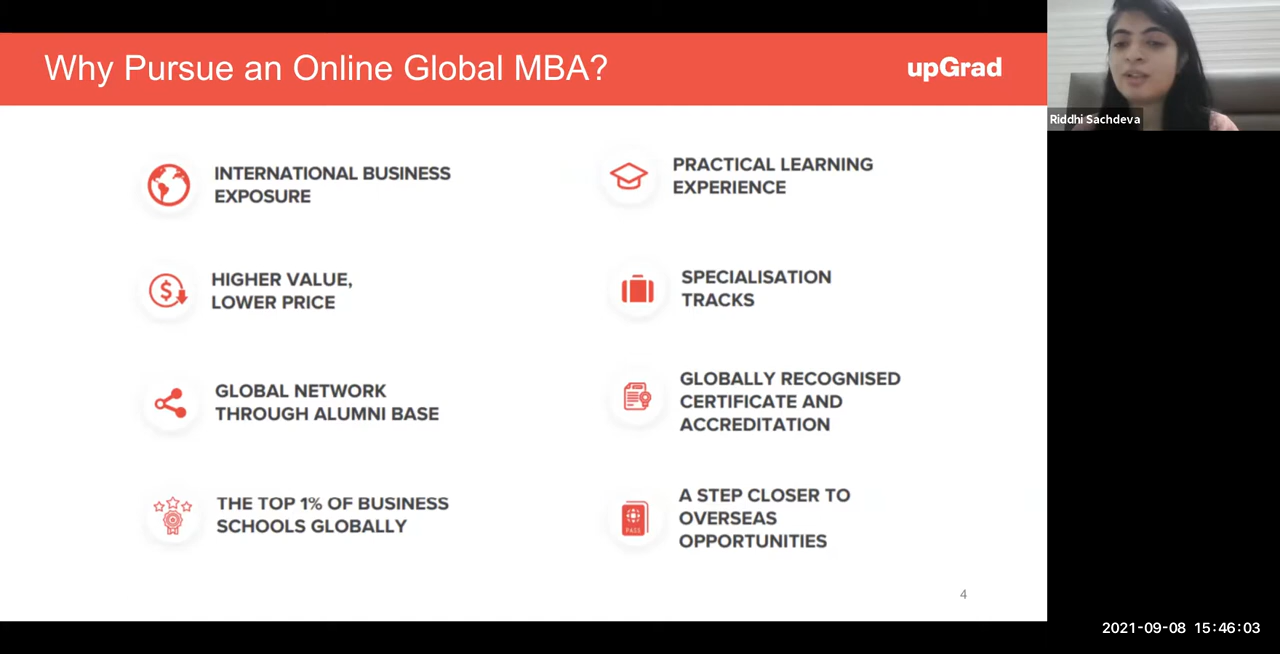 Why Pursue an Online Global MBA?
upGrad
Riddhi Sachdeva
INTERNATIONAL BUSINESS
EXPOSURE
HIGHER VALUE,
LOWER PRICE
GLOBAL NETWORK
THROUGH ALUMNI BASE
THE TOP 1% OF BUSINESS
SCHOOLS GLOBALLY
PRACTICAL LEARNING
EXPERIENCE
SPECIALISATION
TRACKS
GLOBALLY RECOGNISED
CERTIFICATE AND
ACCREDITATION
PASS
A STEP CLOSER TO
OVERSEAS
OPPORTUNITIES
4
2021-09-08 15:46:03